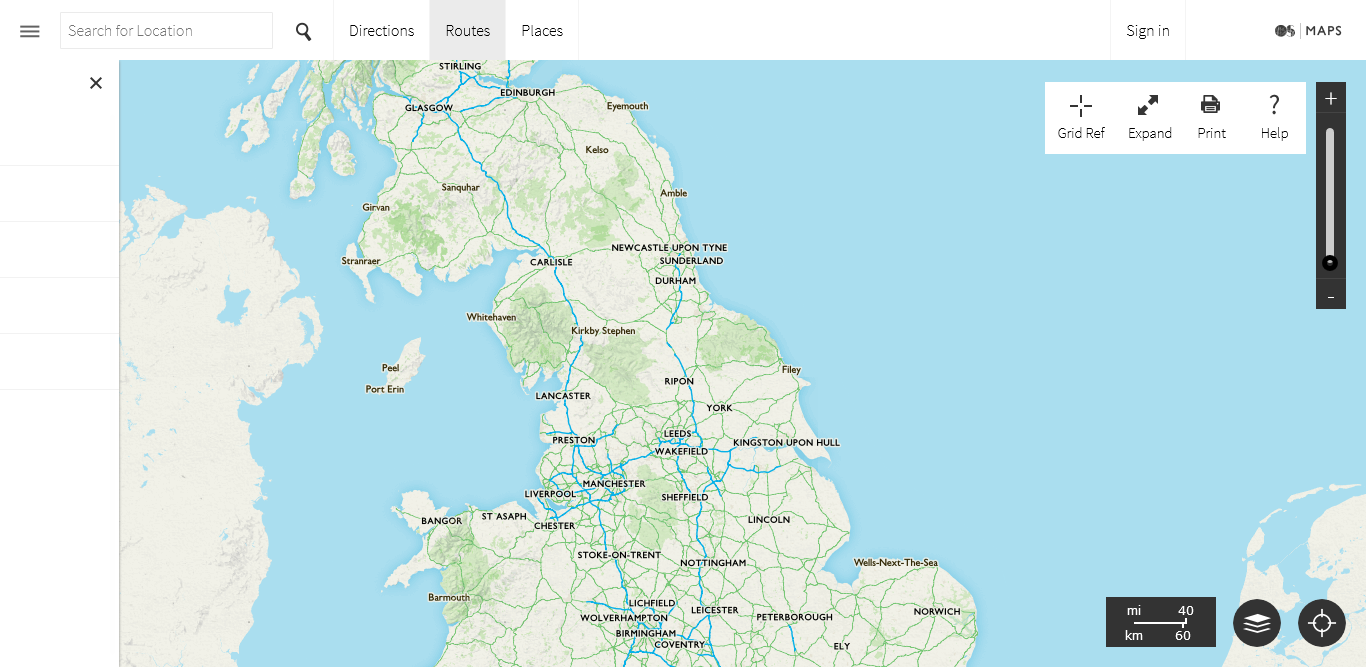 Search for Location
Directions
Routes
Places
Sign in
OS MAPS
Grid Ref
Expand
Print
? Help
+
-
STIRLING
EDINBURGH
GLASGOW
Eyemouth
Kelso
Sanquhar
Amble
Girvan
NEWCASTLE UPON TYNE
Stranraer
CARLISLE
SUNDERLAND
DURHAM
Whitehaven
Kirkby Stephen
Peel
Filey
Port Erin
RIPON
LANCASTER
YORK
PRESTON
LEEDS
KINGSTON UPON HULL
WAKEFIELD
MANCHESTER
LIVERPOOL
SHEFFIELD
BANGOR
ST ASAPH
CHESTER
LINCOLN
STOKE-ON-TRENT
NOTTINGHAM
Wells-Next-The-Sea
Barmouth
LICHFIELD
LEICESTER
NORWICH
WOLVERHAMPTON
PETERBOROUGH
BIRMINGHAM
COVENTRY
ELY
mi 40
km 60